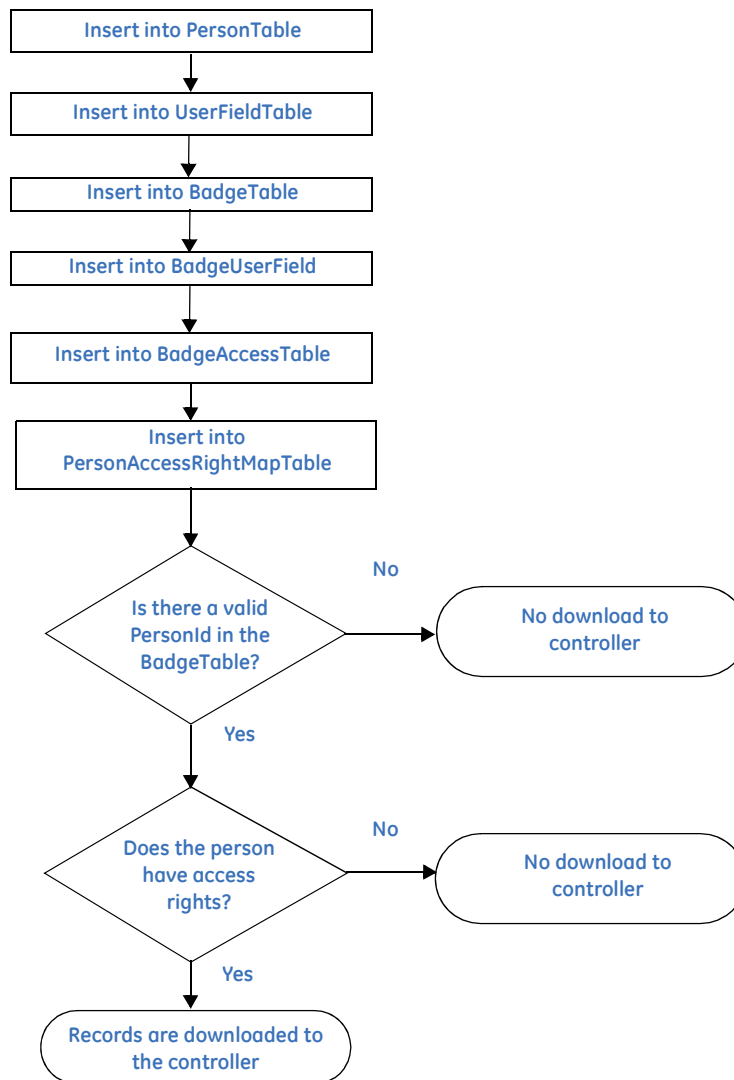 Insert into PersonTable
Insert into UserFieldTable
Insert into BadgeTable
Insert into BadgeUserField
Insert into BadgeAccessTable
Insert into
PersonAccessRightMapTable
Is there a valid
PersonId in the
BadgeTable?
No
No download to
controller
Yes
Does the person
have access
rights?
No
No download to
controller
Yes
Records are downloaded to
the controller